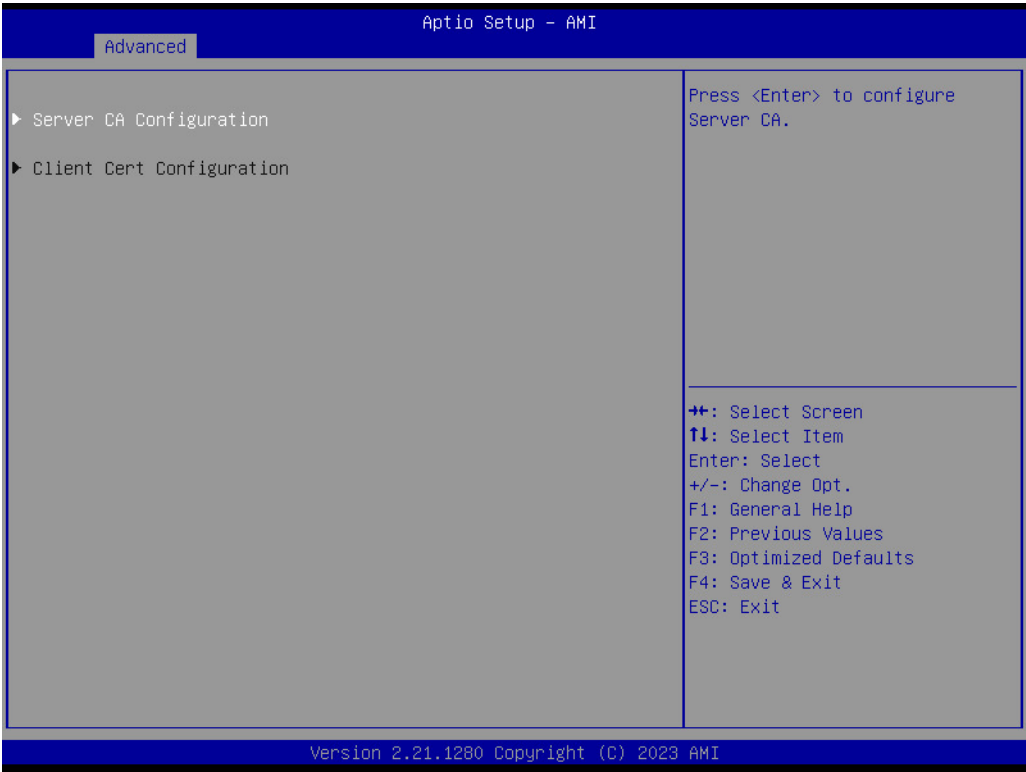 Aptio Setup - AMI
Advanced
▶ Server CA Configuration
▶ Client Cert Configuration
Press <Enter> to configure
Server CA.
→←: Select Screen
↑↓: Select Item
Enter: Select
+/-: Change Opt.
F1: General Help
F2: Previous Values
F3: Optimized Defaults
F4: Save & Exit
ESC: Exit
Version 2.21.1280 Copyright (C) 2023 AMI